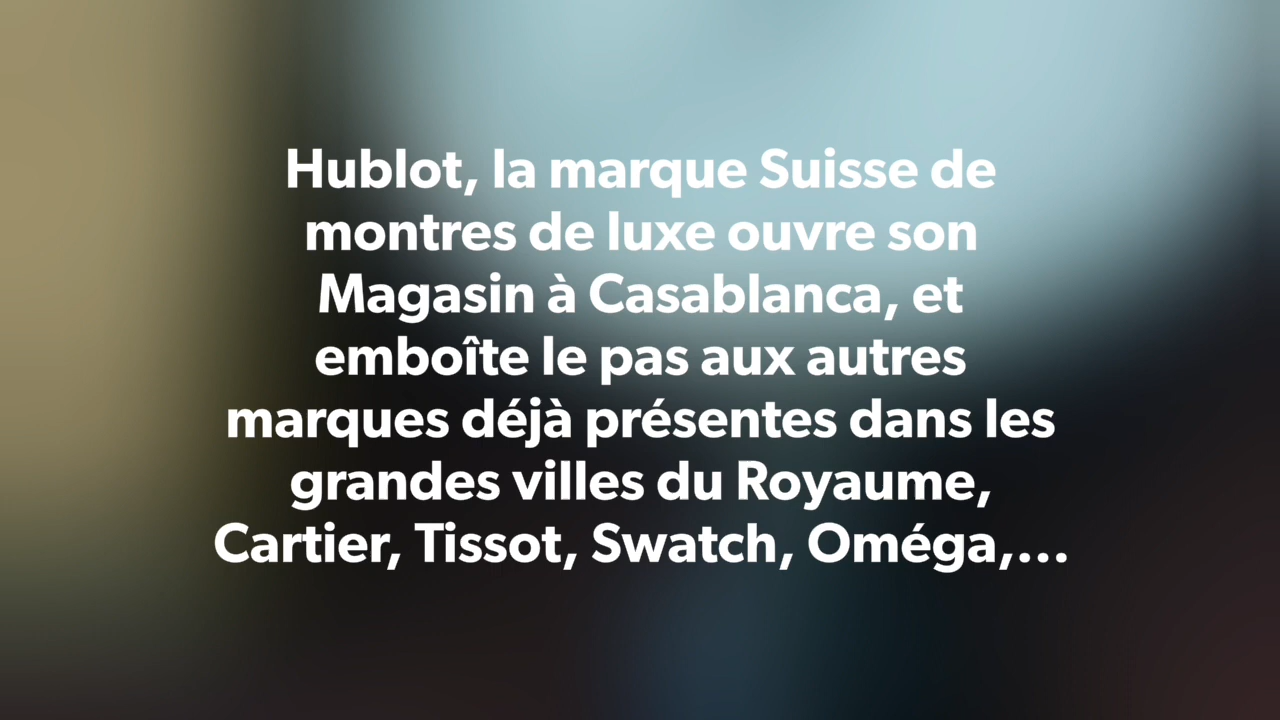 Hublot, la marque Suisse de
montres de luxe ouvre son
Magasin à Casablanca, et
emboîte le pas aux autres
marques déjà présentes dans les
grandes villes du Royaume,
Cartier, Tissot, Swatch, Oméga,...